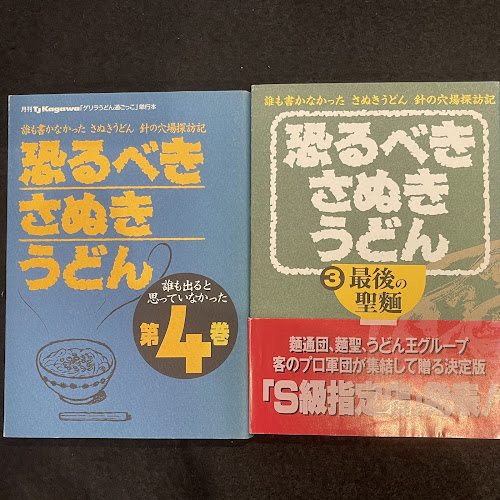 月刊TJ Kagawa「ゲリラうどん通ごっこ」単行本
誰も書かなかった さぬきうどん 針の穴場探訪記
恐るべき
さぬき
うどん
誰も出ると
思っていなかった
第4巻
誰も書かなかった さぬきうどん 針の穴場探訪記
恐るべき
さぬき
うどん
3 最後の
聖麺
麺通団、麺聖、うどん王グループ
客のプロ軍団が集結して贈る決定版
「S級指定店